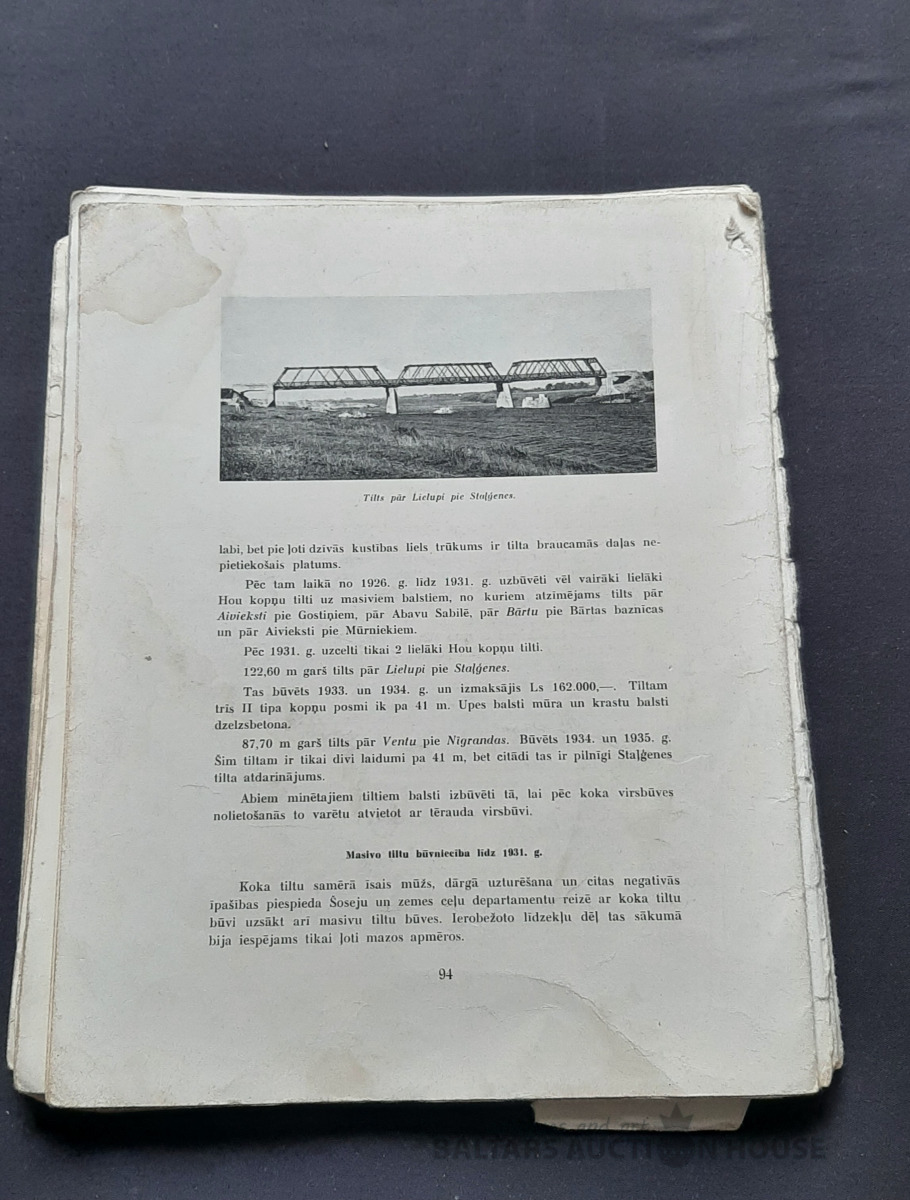 Tilts pār Lielupi pie Staļģenes.
labi, bet pie ļoti dzīvās kustības liels trūkums ir tilta braucamās daļas ne-
pietiekošais platums.
Pēc tam laikā no 1926. g. līdz 1931. g. uzbūvēti vēl vairāki lielāki
Hou kopņu tilti uz masiviem balstiem, no kuriem atzīmējams tilts pār
Aivieksti pie Gostiņiem, pār Abavu Sabilē, pār Bārtu pie Bārtas baznīcas
un pār Aivieksti pie Mūrniekiem.
Pēc 1931. g. uzcelti tikai 2 lielāki Hou kopņu tilti.
122,60 m garš tilts pār Lielupi pie Staļģenes.
Tas būvēts 1933. un 1934. g. un izmaksājis Ls 162.000,—. Tiltam
trīs II tipa kopņu posmi ik pa 41 m. Upes balsti mūra un krastu balsti
dzelzsbetona.
87,70 m garš tilts pār Ventu pie Nīgrandas. Būvēts 1934. un 1935. g.
Šim tiltam ir tikai divi laidumi pa 41 m, bet citādi tas ir pilnīgi Staļģenes
tilta atdarinājums.
Abiem minētajiem tiltiem balsti izbūvēti tā, lai pēc koka virsbūves
nolietošanās to varētu atvietot ar tērauda virsbūvi.
Masīvo tiltu būvniecība līdz 1931. g.
Koka tiltu samērā īsais mūžs, dārgā uzturēšana un citas negatīvās
īpašības piespieda Šoseju un zemes ceļu departamentu reizē ar koka tiltu
būvi uzsākt arī masīvu tiltu būves. Ierobežoto līdzekļu dēļ tas sākumā
bija iespējams tikai ļoti mazos apmēros.
94
and art
BALTARS AUCTION HOUSE